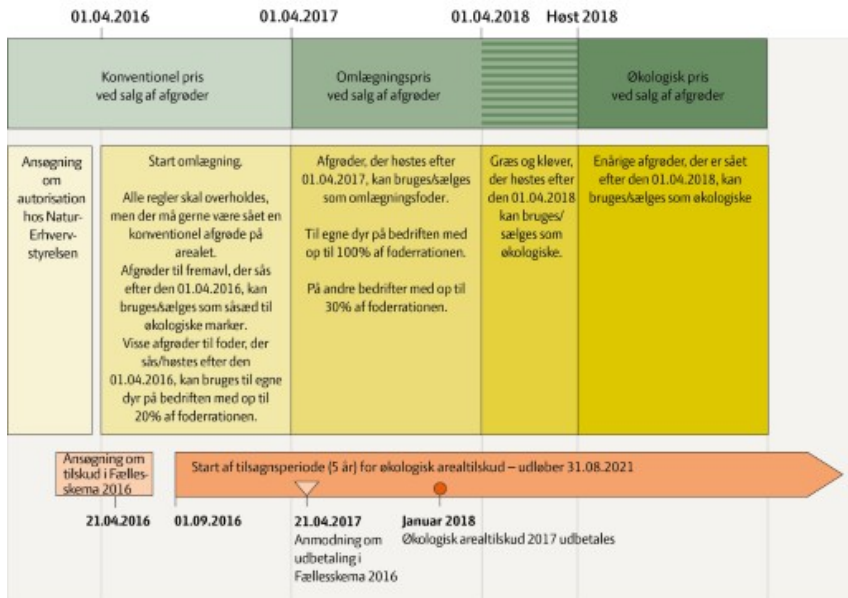 01.04.2016
01.04.2017
01.04.2018
Høst 2018
Konventionel pris
ved salg af afgrøder
Omlægningspris
ved salg af afgrøder
Økologisk pris
ved salg af afgrøder
Ansøgning
om
autorisation
hos Natur-
Erhverv-
styrelsen
Start omlægning.
Alle regler skal overholdes,
men der må gerne være sået en
konventionel afgrøde på
arealet.
Afgrøder til fremavl, der sås
efter den 01.04.2016, kan
bruges/sælges som såsæd til
økologiske marker.
Visse afgrøder til foder, der
sås/høstes efter den
01.04.2016, kan bruges til egne
dyr på bedriften med op til
20% af foderrationen.
Afgrøder, der høstes efter
01.04.2017, kan bruges/sælges
som omlægningsfoder.
Til egne dyr på bedriften med
op til 100% af foderrationen.
På andre bedrifter med op til
30% af foderrationen.
Græs og kløver,
der høstes efter
den 01.04.2018
kan bruges/
sælges som
økologiske.
Enårige afgrøder, der er sået
efter den 01.04.2018, kan
bruges/sælges som økologiske
Ansøgning om
tilskud i Fælles-
skema 2016
Start af tilsagnsperiode (5 år) for økologisk arealtilskud – udløber 31.08.2021
21.04.2016
01.09.2016
21.04.2017
Anmodning om
udbetaling i
Fællesskema 2016
Januar 2018
Økologisk arealtilskud 2017 udbetales